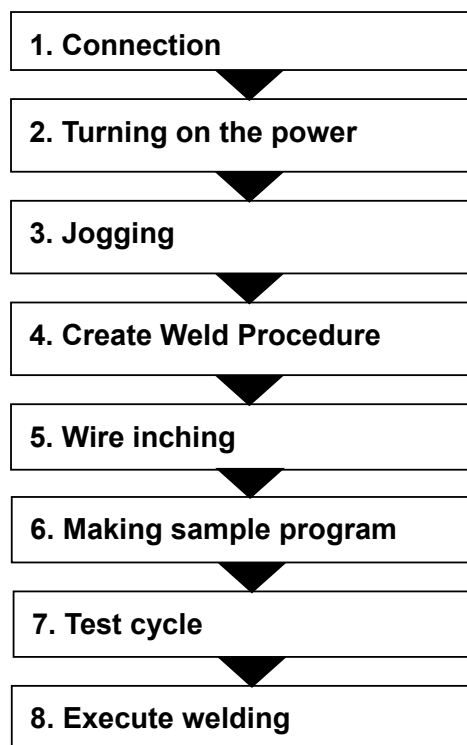 1. Connection
2. Turning on the power
3. Jogging
4. Create Weld Procedure
5. Wire inching
6. Making sample program
7. Test cycle
8. Execute welding